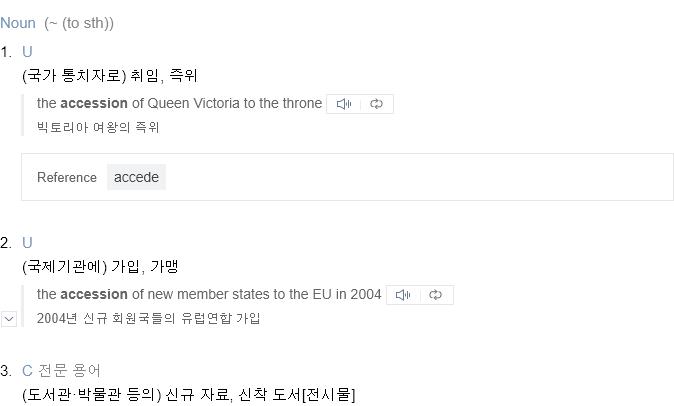 Noun (~ (to sth))
1. U
(국가 통치자로) 취임, 즉위
the accession of Queen Victoria to the throne
빅토리아 여왕의 즉위
Reference accede
2. U
(국제기관에) 가입, 가맹
the accession of new member states to the EU in 2004
2004년 신규 회원국들의 유럽연합 가입
3. C 전문 용어
(도서관·박물관 등의) 신규 자료, 신착 도서[전시물]